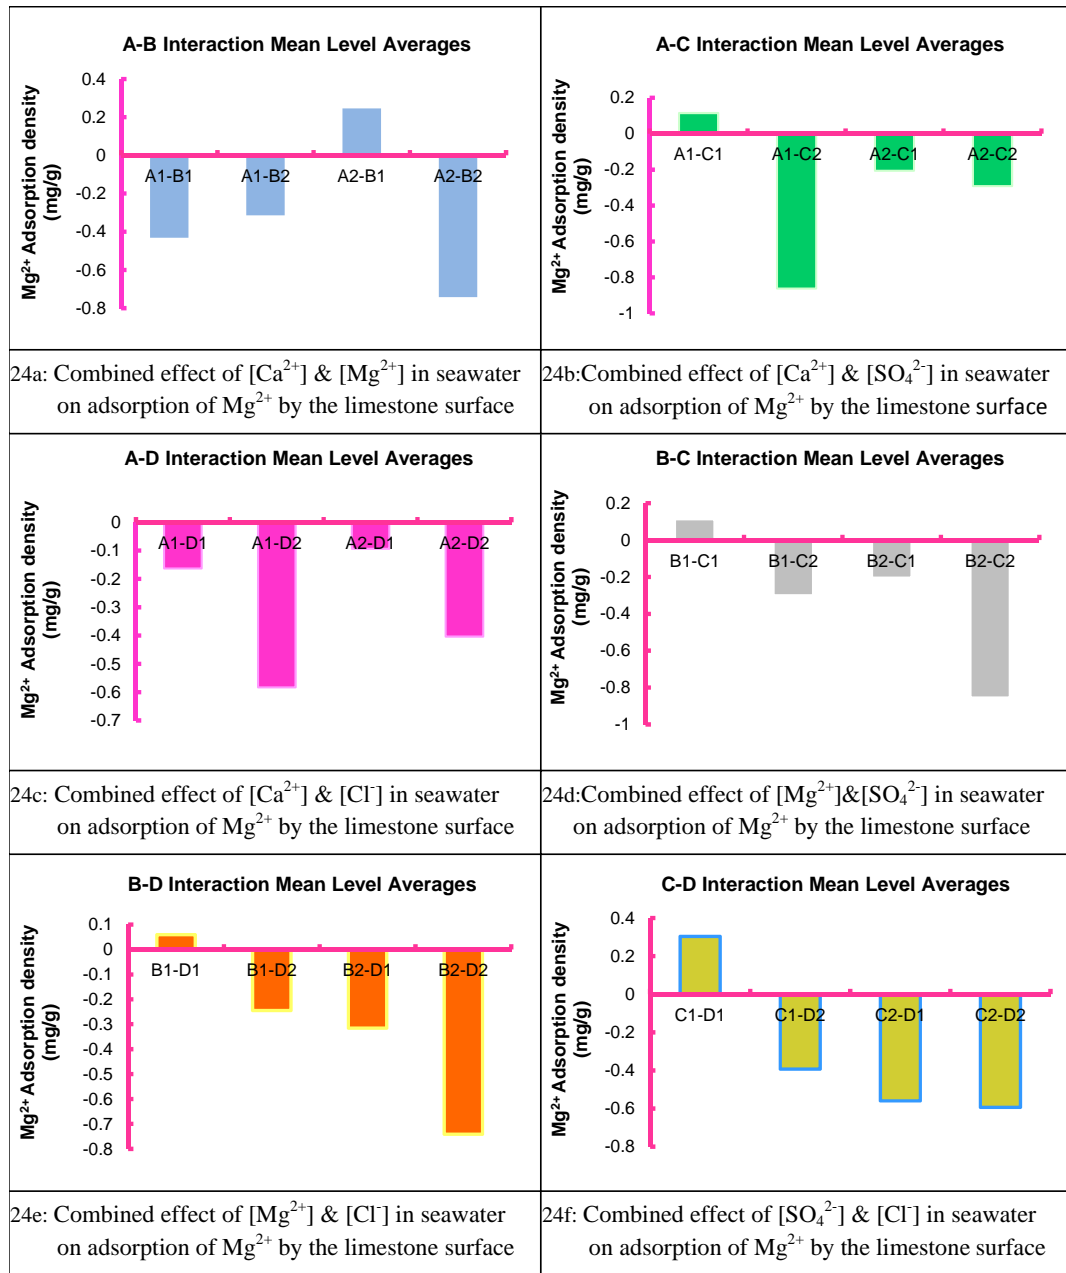 A-B Interaction Mean Level Averages
Mg²⁺ Adsorption density
(mg/g)
0.4
0.2
0
-0.2
-0.4
-0.6
-0.8
A1-B1
A1-B2
A2-B1
A2-B2
A-C Interaction Mean Level Averages
Mg²⁺ Adsorption density
(mg/g)
0.2
0
-0.2
-0.4
-0.6
-0.8
-1
A1-C1
A1-C2
A2-C1
A2-C2
24a: Combined effect of [Ca²⁺] & [Mg²⁺] in seawater
on adsorption of Mg²⁺ by the limestone surface
24b:Combined effect of [Ca²⁺] & [SO₄²⁻] in seawater
on adsorption of Mg²⁺ by the limestone surface
A-D Interaction Mean Level Averages
Mg²⁺ Adsorption density
(mg/g)
0
-0.1
-0.2
-0.3
-0.4
-0.5
-0.6
-0.7
A1-D1
A1-D2
A2-D1
A2-D2
B-C Interaction Mean Level Averages
Mg²⁺ Adsorption density
(mg/g)
0.2
0
-0.2
-0.4
-0.6
-0.8
-1
B1-C1
B1-C2
B2-C1
B2-C2
24c: Combined effect of [Ca²⁺] & [Cl⁻] in seawater
on adsorption of Mg²⁺ by the limestone surface
24d:Combined effect of [Mg²⁺]&[SO₄²⁻] in seawater
on adsorption of Mg²⁺ by the limestone surface
B-D Interaction Mean Level Averages
Mg²⁺ Adsorption density
(mg/g)
0.1
0
-0.1
-0.2
-0.3
-0.4
-0.5
-0.6
-0.7
-0.8
B1-D1
B1-D2
B2-D1
B2-D2
C-D Interaction Mean Level Averages
Mg²⁺ Adsorption density
(mg/g)
0.4
0.2
0
-0.2
-0.4
-0.6
-0.8
C1-D1
C1-D2
C2-D1
C2-D2
24e: Combined effect of [Mg²⁺] & [Cl⁻] in seawater
on adsorption of Mg²⁺ by the limestone surface
24f: Combined effect of [SO₄²⁻] & [Cl⁻] in seawater
on adsorption of Mg²⁺ by the limestone surface